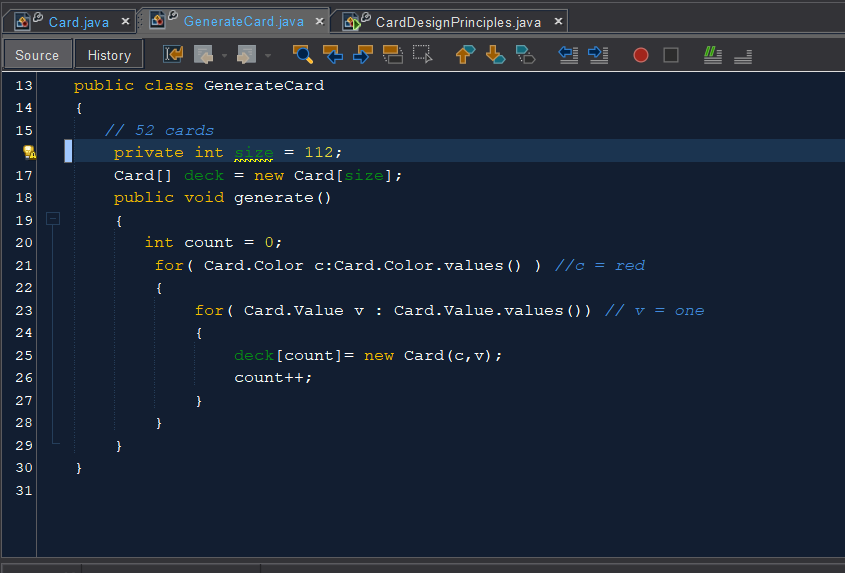 Card.java × GenerateCard.java × CardDesignPrinciples.java ×
Source History
13 public class GenerateCard
14 {
15 // 52 cards
private int size = 112;
17 Card[] deck = new Card[size];
18 public void generate()
19 {
20 int count = 0;
21 for( Card.Color c:Card.Color.values() ) //c = red
22 {
23 for( Card.Value v : Card.Value.values()) // v = one
24 {
25 deck[count]= new Card(c,v);
26 count++;
27 }
28 }
29 }
30 }
31